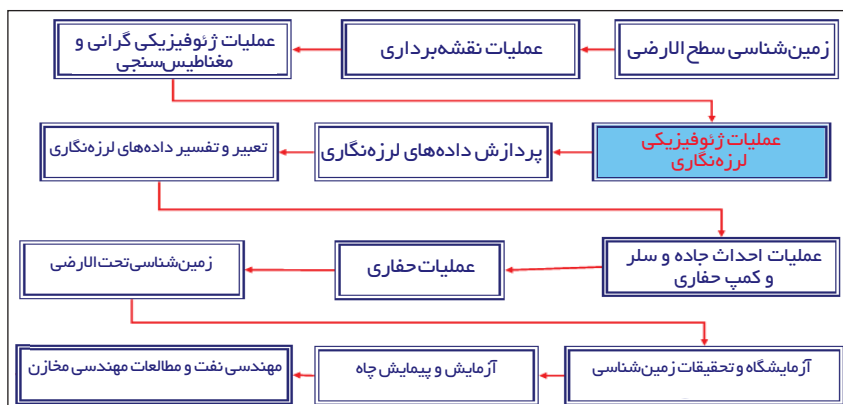 زمین‌شناسی سطح الارضی
عملیات نقشه‌برداری
عملیات ژئوفیزیکی گرانی و
مغناطیس‌سنجی
عملیات ژئوفیزیکی
لرزه‌نگاری
پردازش داده‌های لرزه‌نگاری
تعبیر و تفسیر داده‌های لرزه‌نگاری
عملیات احداث جاده و سلر
و کمپ حفاری
عملیات حفاری
زمین‌شناسی تحت الارضی
آزمایشگاه و تحقیقات زمین‌شناسی
آزمایش و پیمایش چاه
مهندسی نفت و مطالعات مهندسی مخازن